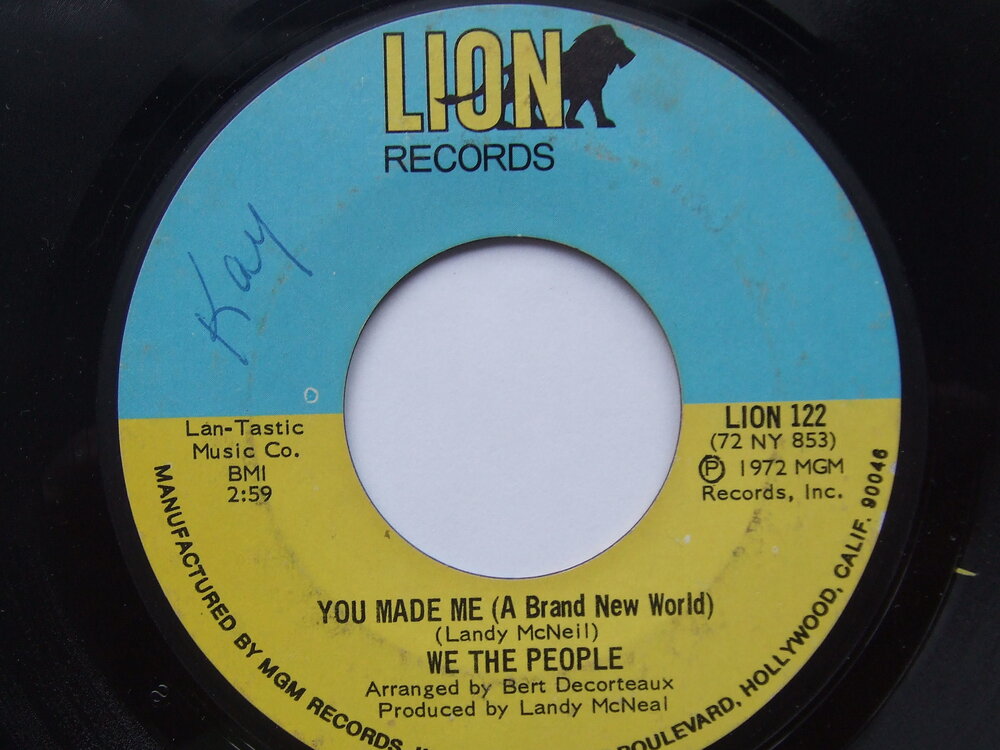 LION
RECORDS
Kay
Lan-Tastic
Music Co.
BMI
2:59
LION 122
(72 NY 853)
Ⓟ 1972 MGM
Records, Inc.
YOU MADE ME (A Brand New World)
(Landy McNeil)
WE THE PEOPLE
Arranged by Bert Decorteaux
Produced by Landy McNeal
MANUFACTURED BY MGM RECORDS, BOULEVARD, HOLLYWOOD, CALIF. 90046